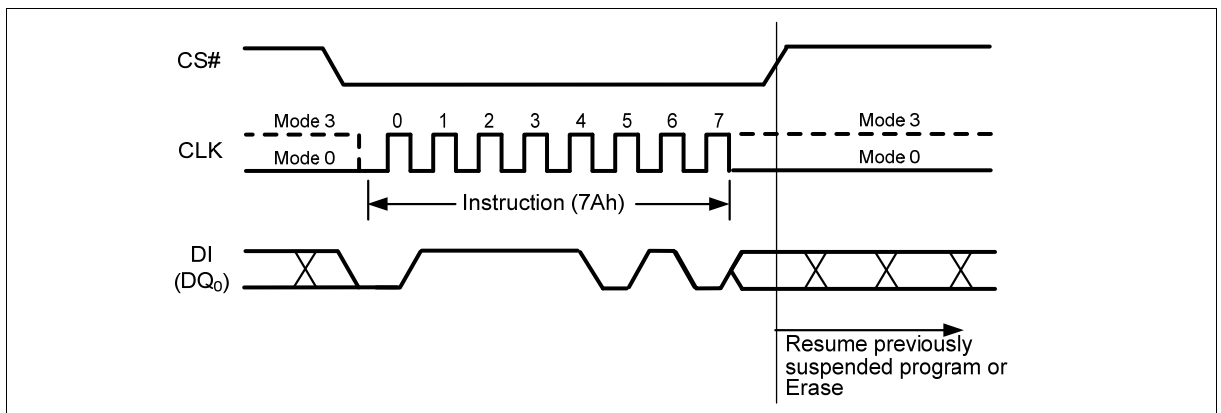 CS#
Mode 3 0 1 2 3 4 5 6 7 Mode 3
CLK
Mode 0 Mode 0
Instruction (7Ah)
DI
(DQ₀)
Resume previously
suspended program or
Erase